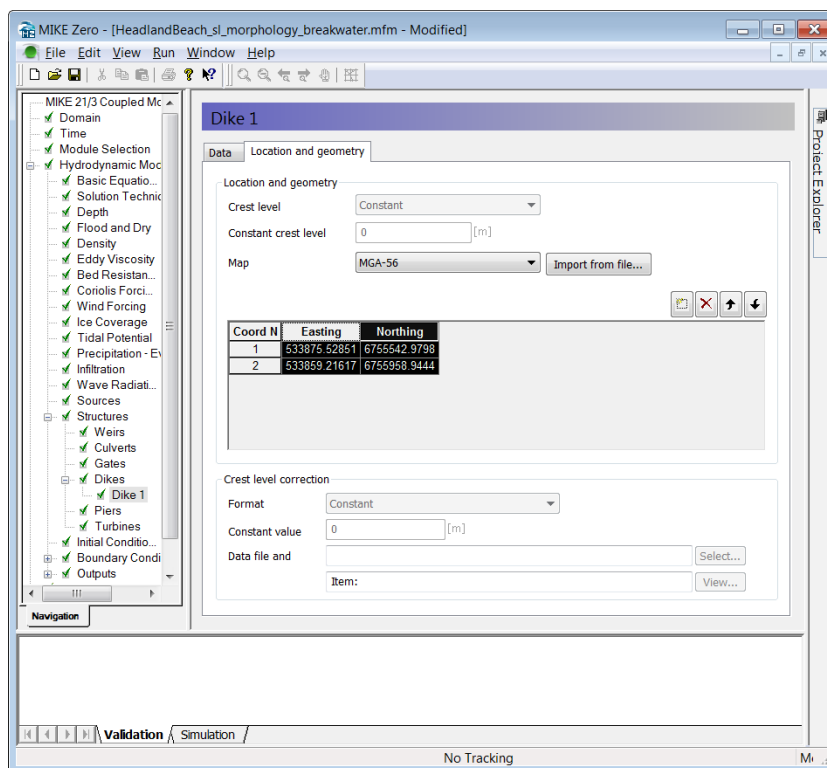 MIKE Zero - [HeadlandBeach_sl_morphology_breakwater.mfm - Modified]
File Edit View Run Window Help
MIKE 21/3 Coupled Mc
Domain
Time
Module Selection
Hydrodynamic Mod
Basic Equatio...
Solution Technic
Depth
Flood and Dry
Density
Eddy Viscosity
Bed Resistan...
Coriolis Forci...
Wind Forcing
Ice Coverage
Tidal Potential
Precipitation - Ev
Infiltration
Wave Radiati...
Sources
Structures
Weirs
Culverts
Gates
Dikes
Dike 1
Piers
Turbines
Initial Conditio...
Boundary Condi
Outputs
Navigation
Dike 1
Data Location and geometry
Location and geometry
Crest level Constant
Constant crest level 0 [m]
Map MGA-56 Import from file...
Coord N Easting Northing
1 533875.52851 6755542.9798
2 533859.21617 6755958.9444
Crest level correction
Format Constant
Constant value 0 [m]
Data file and Select...
Item: View...
Project Explorer
Validation Simulation
No Tracking